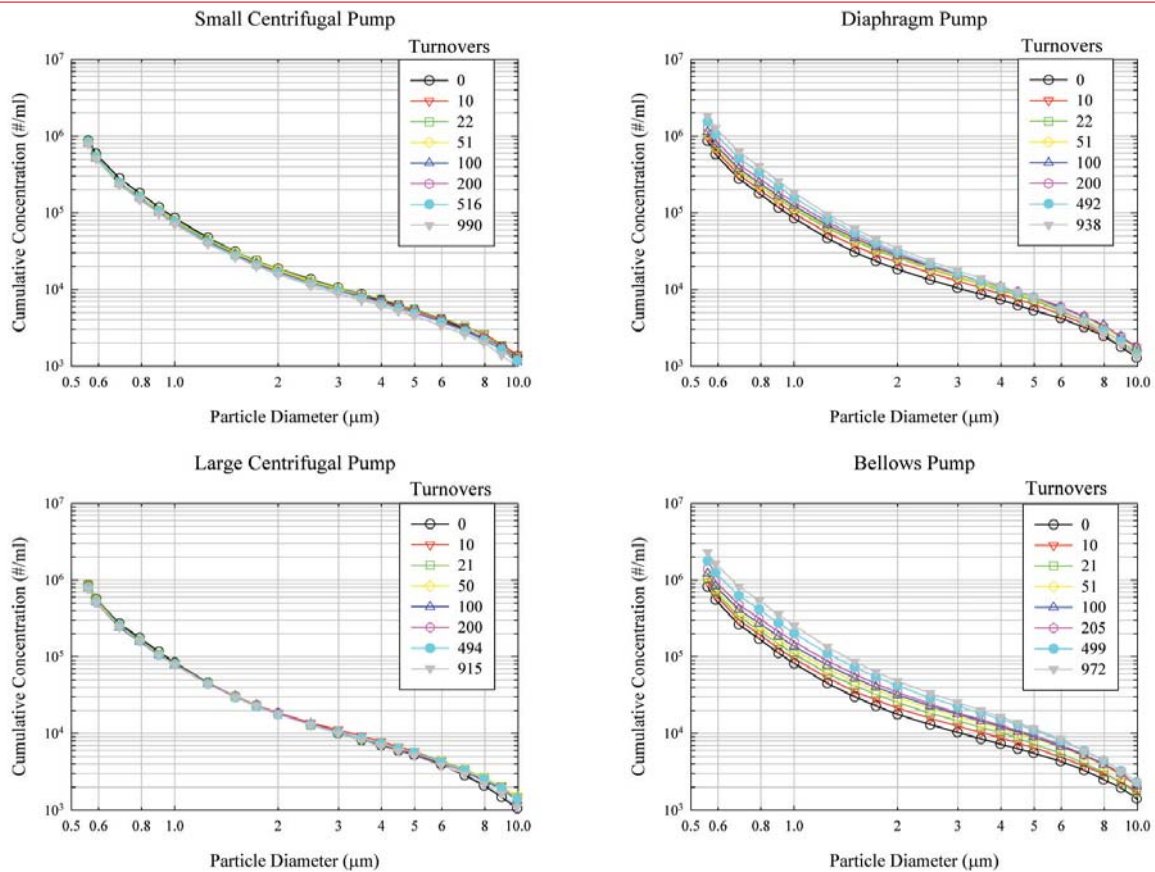 Small Centrifugal Pump
Turnovers
0
10
22
51
100
200
516
990
10⁷
10⁶
10⁵
10⁴
10³
Cumulative Concentration (#/ml)
0.5 0.6 0.8 1.0 2 3 4 5 6 8 10.0
Particle Diameter (μm)
Diaphragm Pump
Turnovers
0
10
22
51
100
200
492
938
10⁷
10⁶
10⁵
10⁴
10³
Cumulative Concentration (#/ml)
0.5 0.6 0.8 1.0 2 3 4 5 6 8 10.0
Particle Diameter (μm)
Large Centrifugal Pump
Turnovers
0
10
21
50
100
200
494
915
10⁷
10⁶
10⁵
10⁴
10³
Cumulative Concentration (#/ml)
0.5 0.6 0.8 1.0 2 3 4 5 6 8 10.0
Particle Diameter (μm)
Bellows Pump
Turnovers
0
10
21
51
100
205
499
972
10⁷
10⁶
10⁵
10⁴
10³
Cumulative Concentration (#/ml)
0.5 0.6 0.8 1.0 2 3 4 5 6 8 10.0
Particle Diameter (μm)